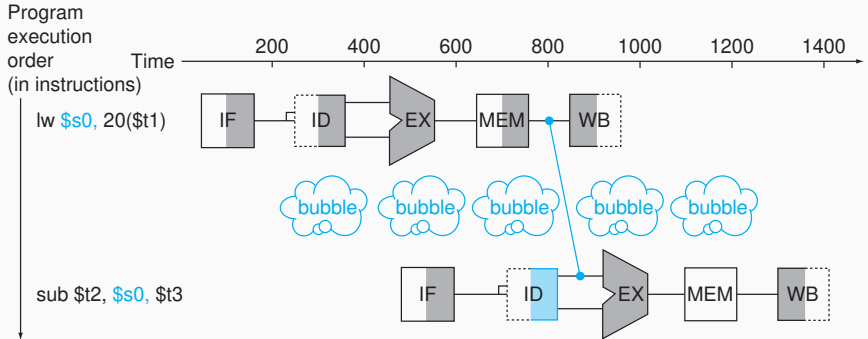 Program
execution
order
(in instructions)
Time
200 400 600 800 1000 1200 1400
lw $s0, 20($t1)
IF ID EX MEM WB
bubble bubble bubble bubble bubble
sub $t2, $s0, $t3
IF ID EX MEM WB